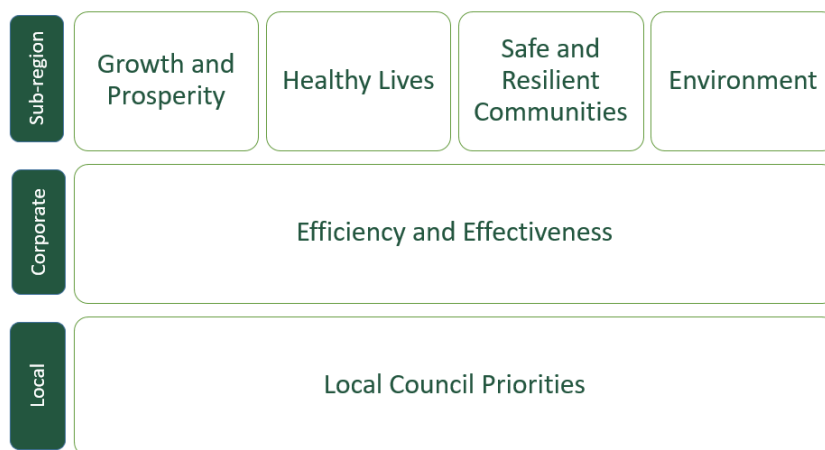 Sub-region
Growth and
Prosperity
Healthy Lives
Safe and
Resilient
Communities
Environment
Corporate
Efficiency and Effectiveness
Local
Local Council Priorities